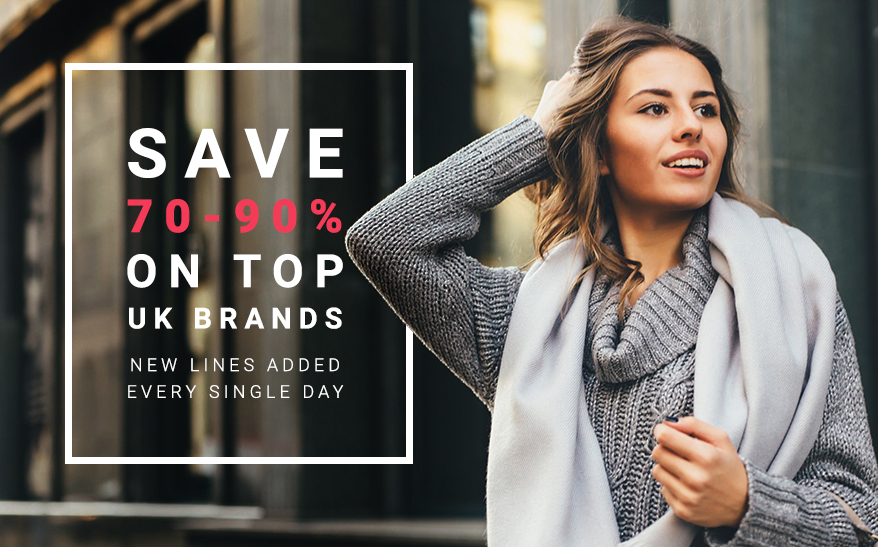 SAVE
70-90%
ON TOP
UK BRANDS
NEW LINES ADDED
EVERY SINGLE DAY